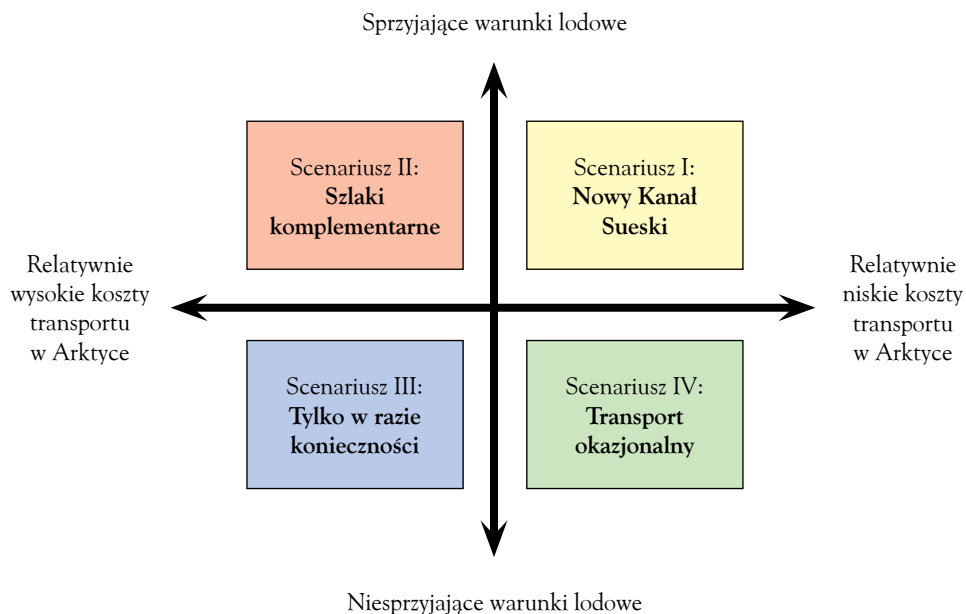 Sprzyjające warunki lodowe
Scenariusz II:
Szlaki
komplementarne
Scenariusz I:
Nowy Kanał
Sueski
Relatywnie
wysokie koszty
transportu
w Arktyce
Relatywnie
niskie koszty
transportu
w Arktyce
Scenariusz III:
Tylko w razie
konieczności
Scenariusz IV:
Transport
okazjonalny
Niesprzyjające warunki lodowe